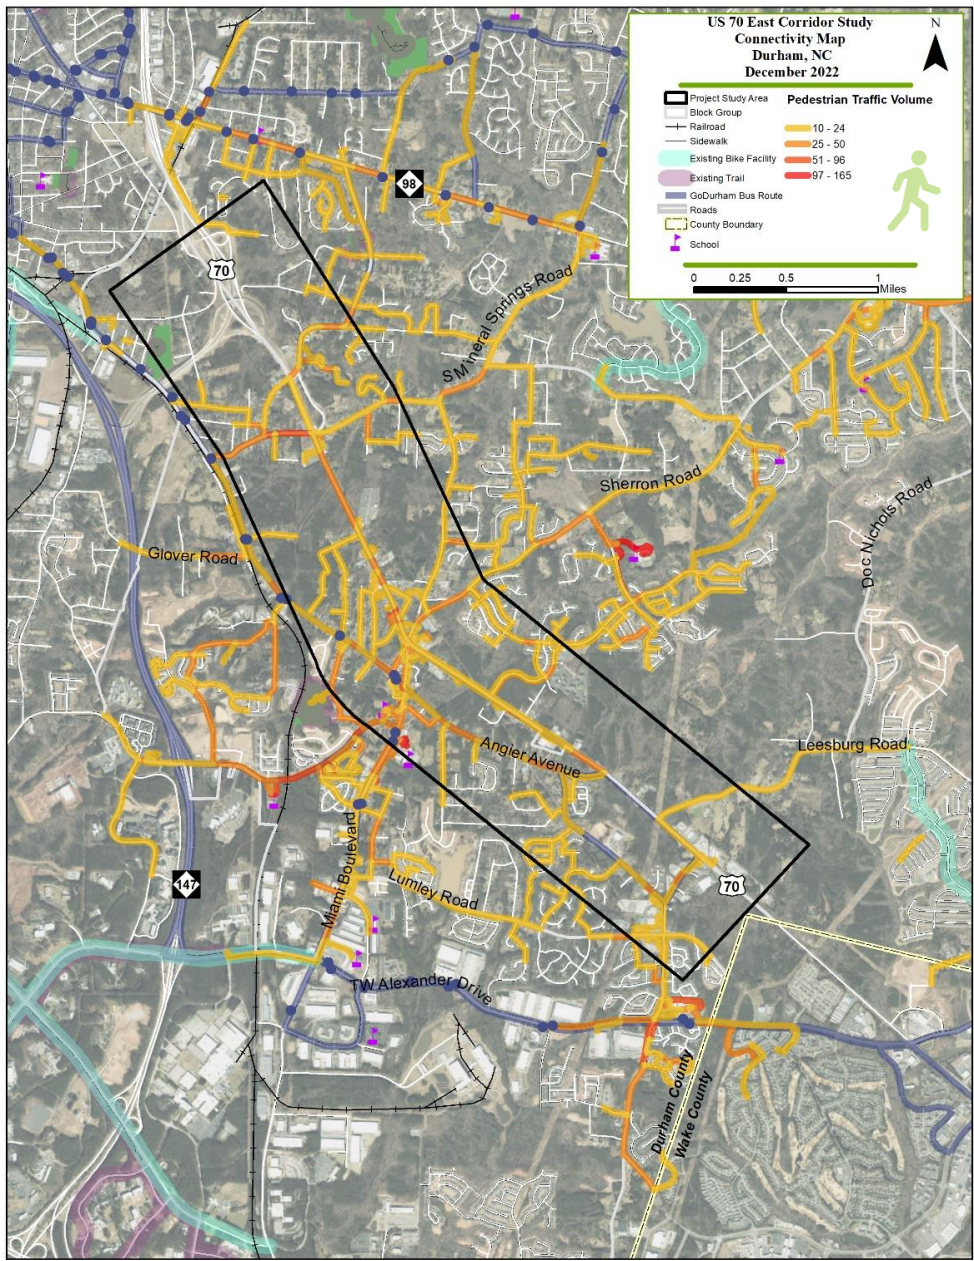 US 70 East Corridor Study
Connectivity Map
Durham, NC
December 2022
N
Project Study Area
Block Group
Railroad
Sidewalk
Existing Bike Facility
Existing Trail
GoDurham Bus Route
Roads
County Boundary
School
Pedestrian Traffic Volume
10 - 24
25 - 50
51 - 96
97 - 165
0 0.25 0.5 1
Miles
98
70
S Mineral Springs Road
Sherron Road
Doc Nichols Road
Glover Road
Angier Avenue
Leesburg Road
Miami Boulevard
Lumley Road
147
70
TW Alexander Drive
Durham County
Wake County